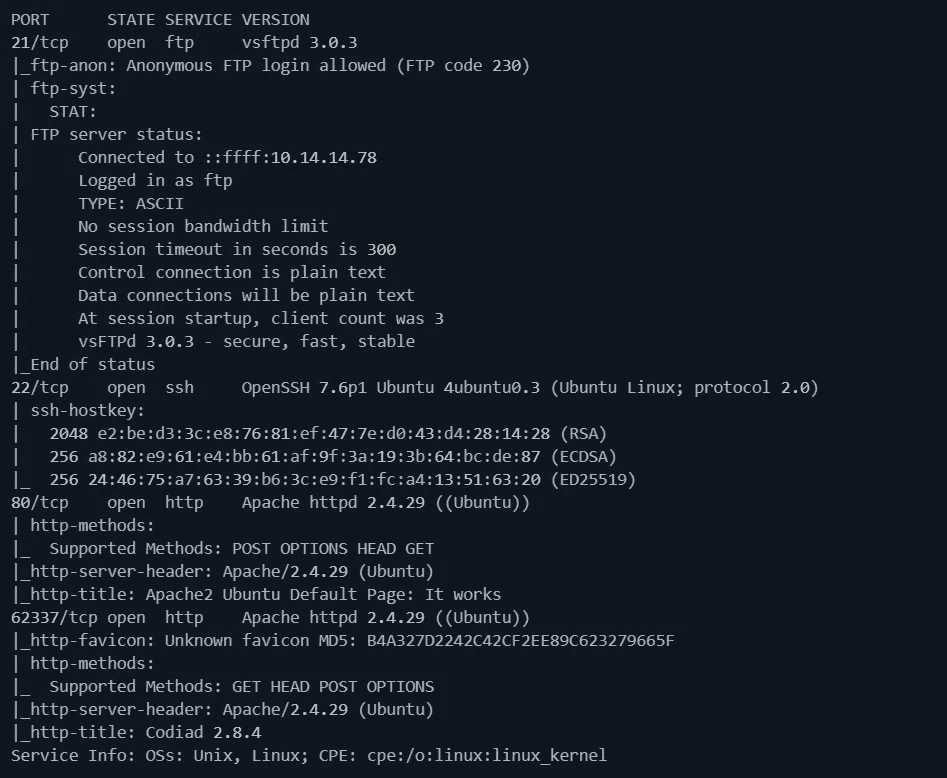 PORT      STATE SERVICE VERSION
21/tcp    open  ftp     vsftpd 3.0.3
|_ftp-anon: Anonymous FTP login allowed (FTP code 230)
| ftp-syst:
|   STAT:
| FTP server status:
|      Connected to ::ffff:10.14.14.78
|      Logged in as ftp
|      TYPE: ASCII
|      No session bandwidth limit
|      Session timeout in seconds is 300
|      Control connection is plain text
|      Data connections will be plain text
|      At session startup, client count was 3
|      vsFTPd 3.0.3 - secure, fast, stable
|_End of status
22/tcp    open  ssh     OpenSSH 7.6p1 Ubuntu 4ubuntu0.3 (Ubuntu Linux; protocol 2.0)
| ssh-hostkey:
|   2048 e2:be:d3:3c:e8:76:81:ef:47:7e:d0:43:d4:28:14:28 (RSA)
|   256 a8:82:e9:61:e4:bb:61:af:9f:3a:19:3b:64:bc:de:87 (ECDSA)
|_  256 24:46:75:a7:63:39:b6:3c:e9:f1:fc:a4:13:51:63:20 (ED25519)
80/tcp    open  http    Apache httpd 2.4.29 ((Ubuntu))
| http-methods:
|_  Supported Methods: POST OPTIONS HEAD GET
|_http-server-header: Apache/2.4.29 (Ubuntu)
|_http-title: Apache2 Ubuntu Default Page: It works
62337/tcp open  http    Apache httpd 2.4.29 ((Ubuntu))
|_http-favicon: Unknown favicon MD5: B4A327D2242C42CF2EE89C623279665F
| http-methods:
|_  Supported Methods: GET HEAD POST OPTIONS
|_http-server-header: Apache/2.4.29 (Ubuntu)
|_http-title: Codiad 2.8.4
Service Info: OSs: Unix, Linux; CPE: cpe:/o:linux:linux_kernel